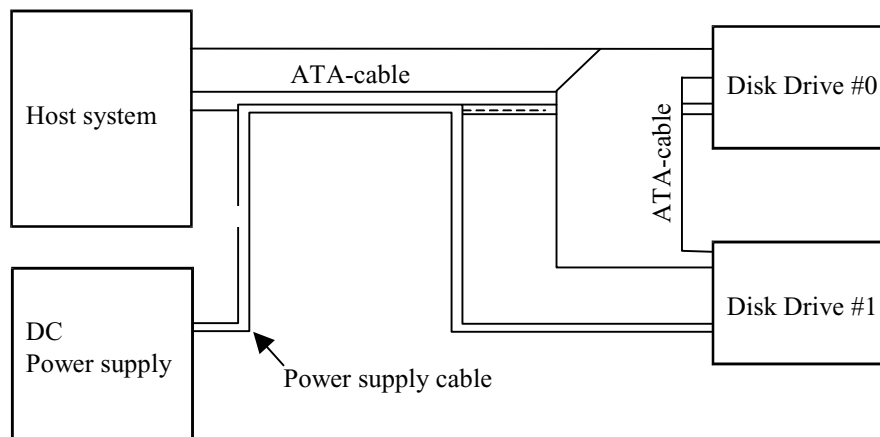 ATA-cable
Disk Drive #0
Host system
ATA-cable
DC
Power supply
Disk Drive #1
Power supply cable